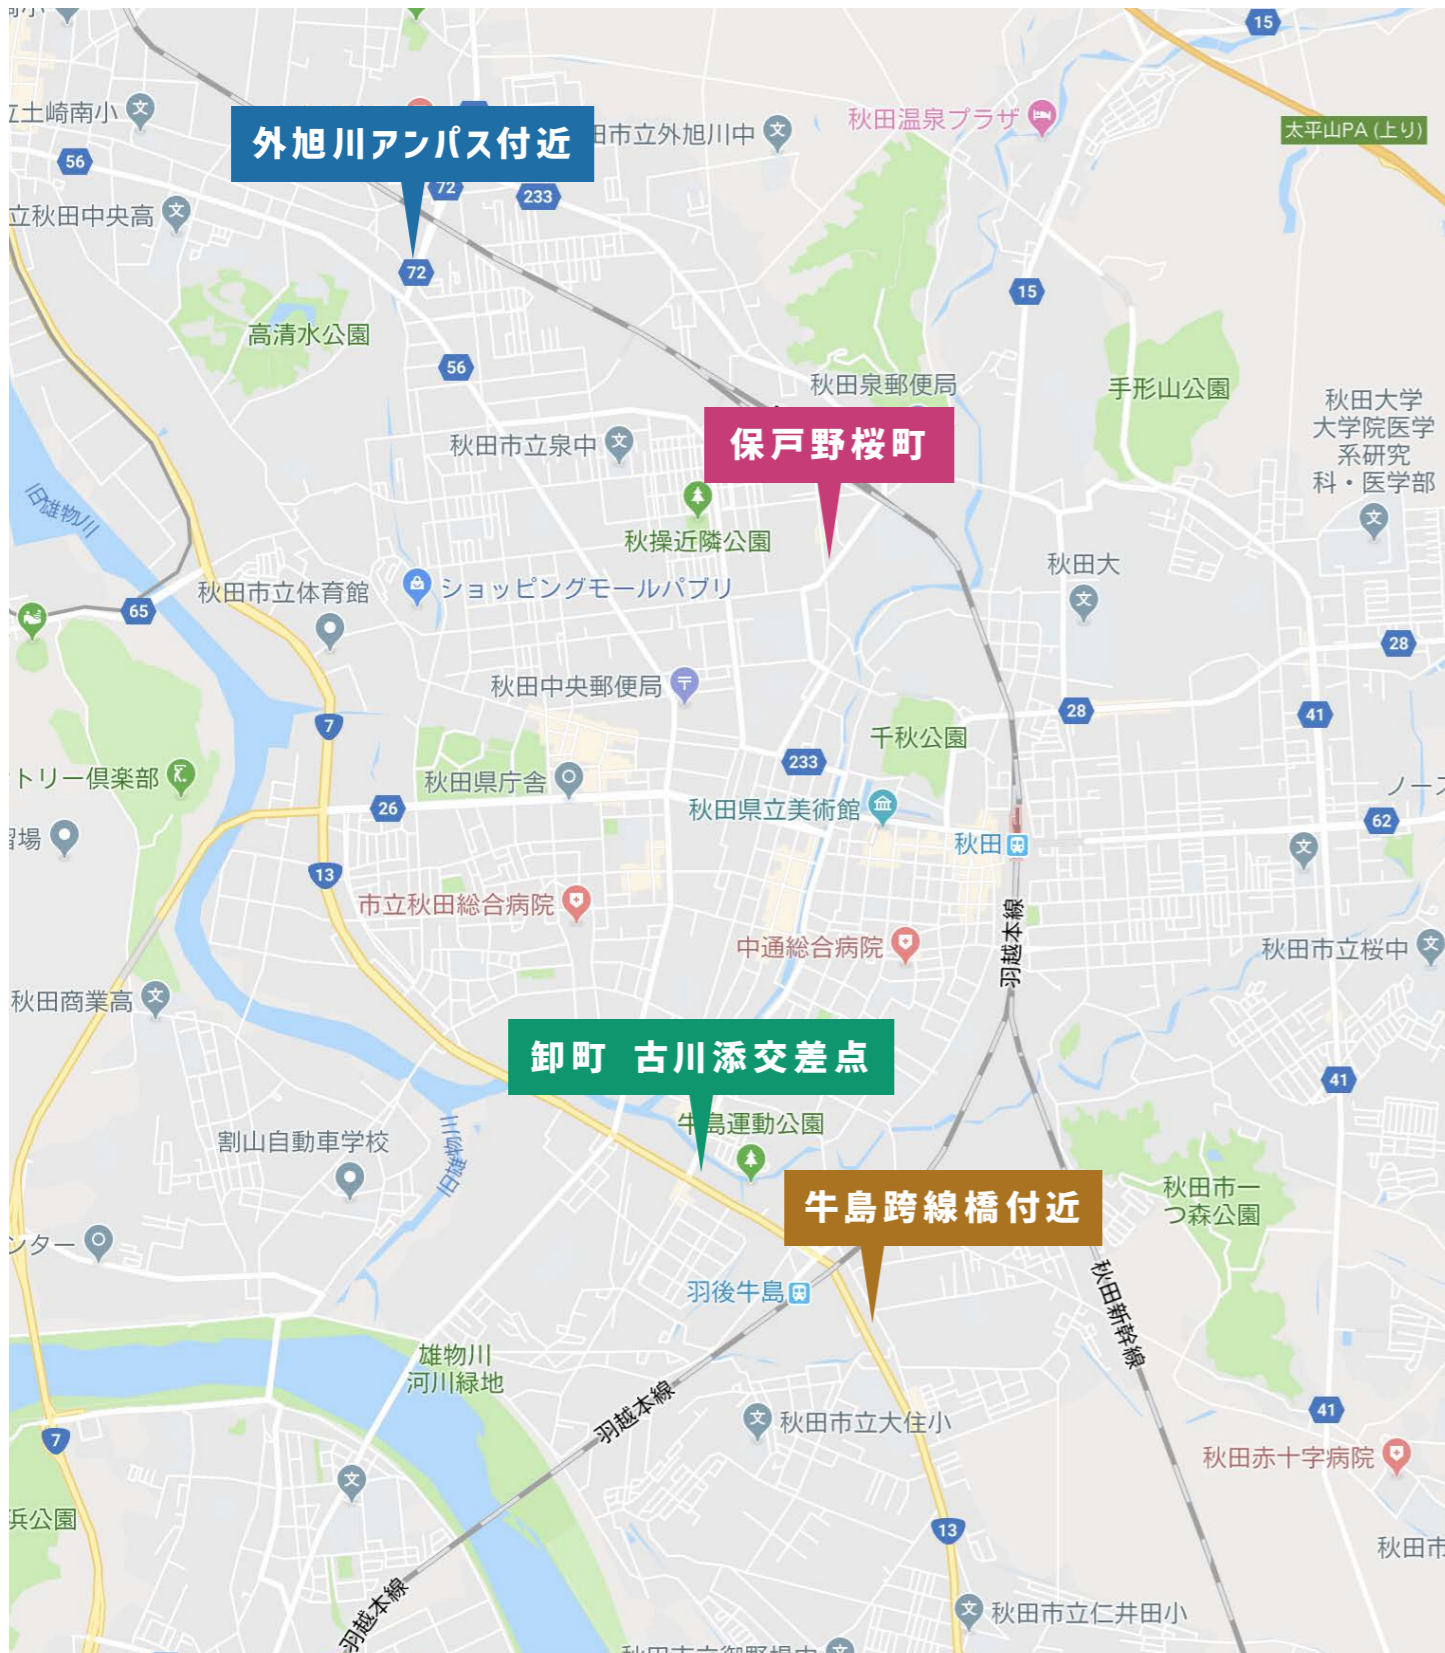 15
立土崎南小
外旭川アンパス付近
田市立外旭川中
秋田温泉プラザ
太平山PA (上り)
56
72
233
立秋田中央高
72
15
高清水公園
56
秋田泉郵便局
手形山公園
秋田大学
大学院医学
系研究
科・医学部
秋田市立泉中
保戸野桜町
旧雄物川
秋操近隣公園
秋田大
秋田市立体育館
ショッピングモールパブリ
65
28
秋田中央郵便局
28
41
7
千秋公園
トリー倶楽部
秋田県庁舎
233
ノース
26
秋田県立美術館
62
習場
秋田
13
市立秋田総合病院
中通総合病院
羽越本線
秋田市立桜中
秋田商業高
卸町 古川添交差点
41
牛島運動公園
割山自動車学校
旧雄物川
牛島跨線橋付近
秋田市一
つ森公園
ンター
羽後牛島
秋田新幹線
雄物川
河川緑地
羽越本線
7
秋田市立大住小
41
秋田赤十字病院
浜公園
13
秋田市
羽越本線
秋田市立仁井田小
秋田市立御野場中